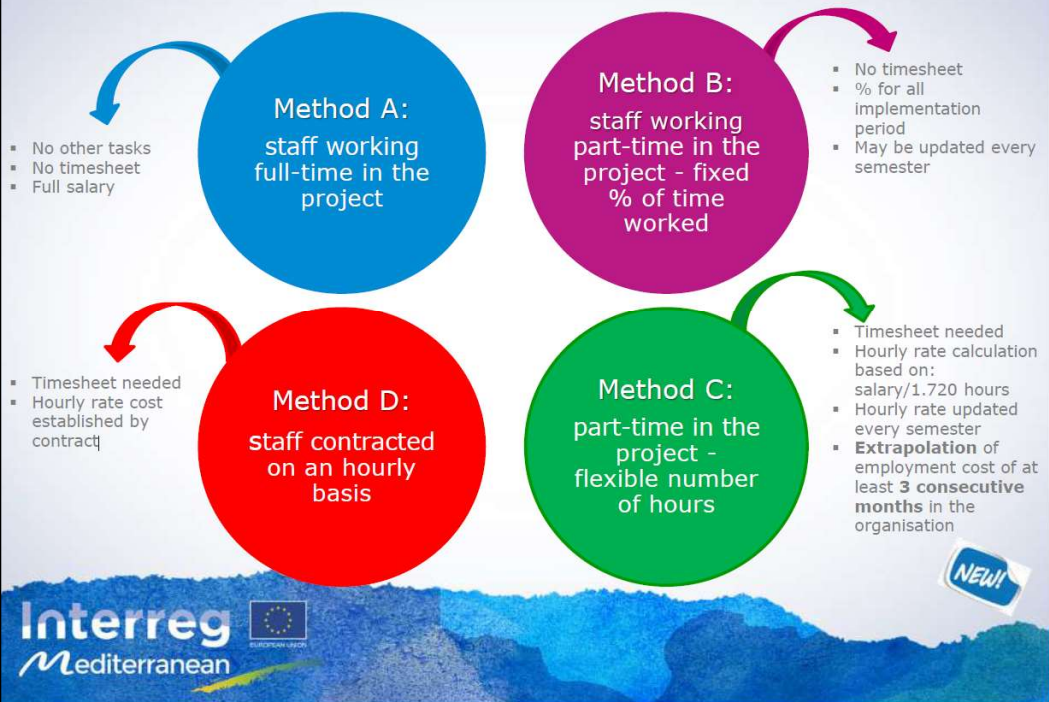 Method A:
staff working
full-time in the
project
▪ No other tasks
▪ No timesheet
▪ Full salary
Method B:
staff working
part-time in the
project - fixed
% of time
worked
▪ No timesheet
▪ % for all
implementation
period
▪ May be updated every
semester
Method D:
staff contracted
on an hourly
basis
▪ Timesheet needed
▪ Hourly rate cost
established by
contract
Method C:
part-time in the
project -
flexible number
of hours
▪ Timesheet needed
▪ Hourly rate calculation
based on:
salary/1.720 hours
▪ Hourly rate updated
every semester
▪ Extrapolation of
employment cost of at
least 3 consecutive
months in the
organisation
NEW!
Interreg
Mediterranean
EUROPEAN UNION